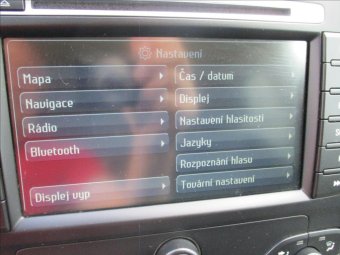 Nastavení
Mapa
Navigace
Rádio
Bluetooth
Displej vyp
Čas / datum
Displej
Nastavení hlasitosti
Jazyky
Rozpoznání hlasu
Tovární nastavení